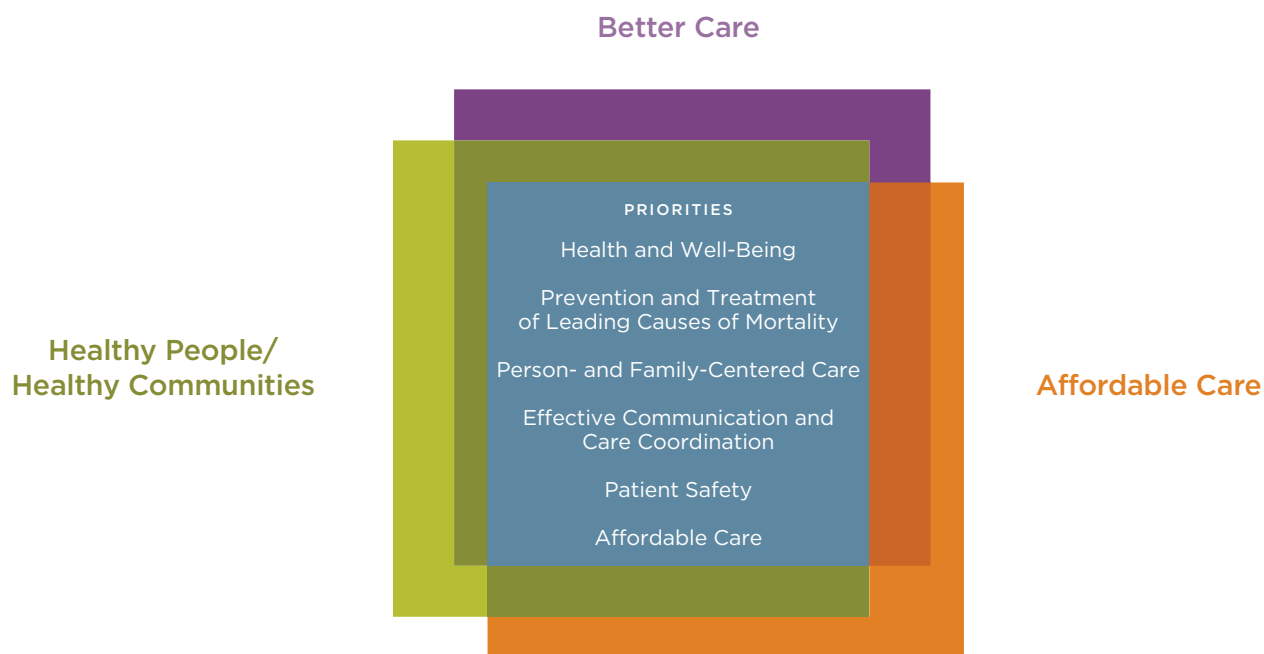 Better Care
PRIORITIES
Health and Well-Being
Prevention and Treatment
of Leading Causes of Mortality
Person- and Family-Centered Care
Effective Communication and
Care Coordination
Patient Safety
Affordable Care
Healthy People/
Healthy Communities
Affordable Care